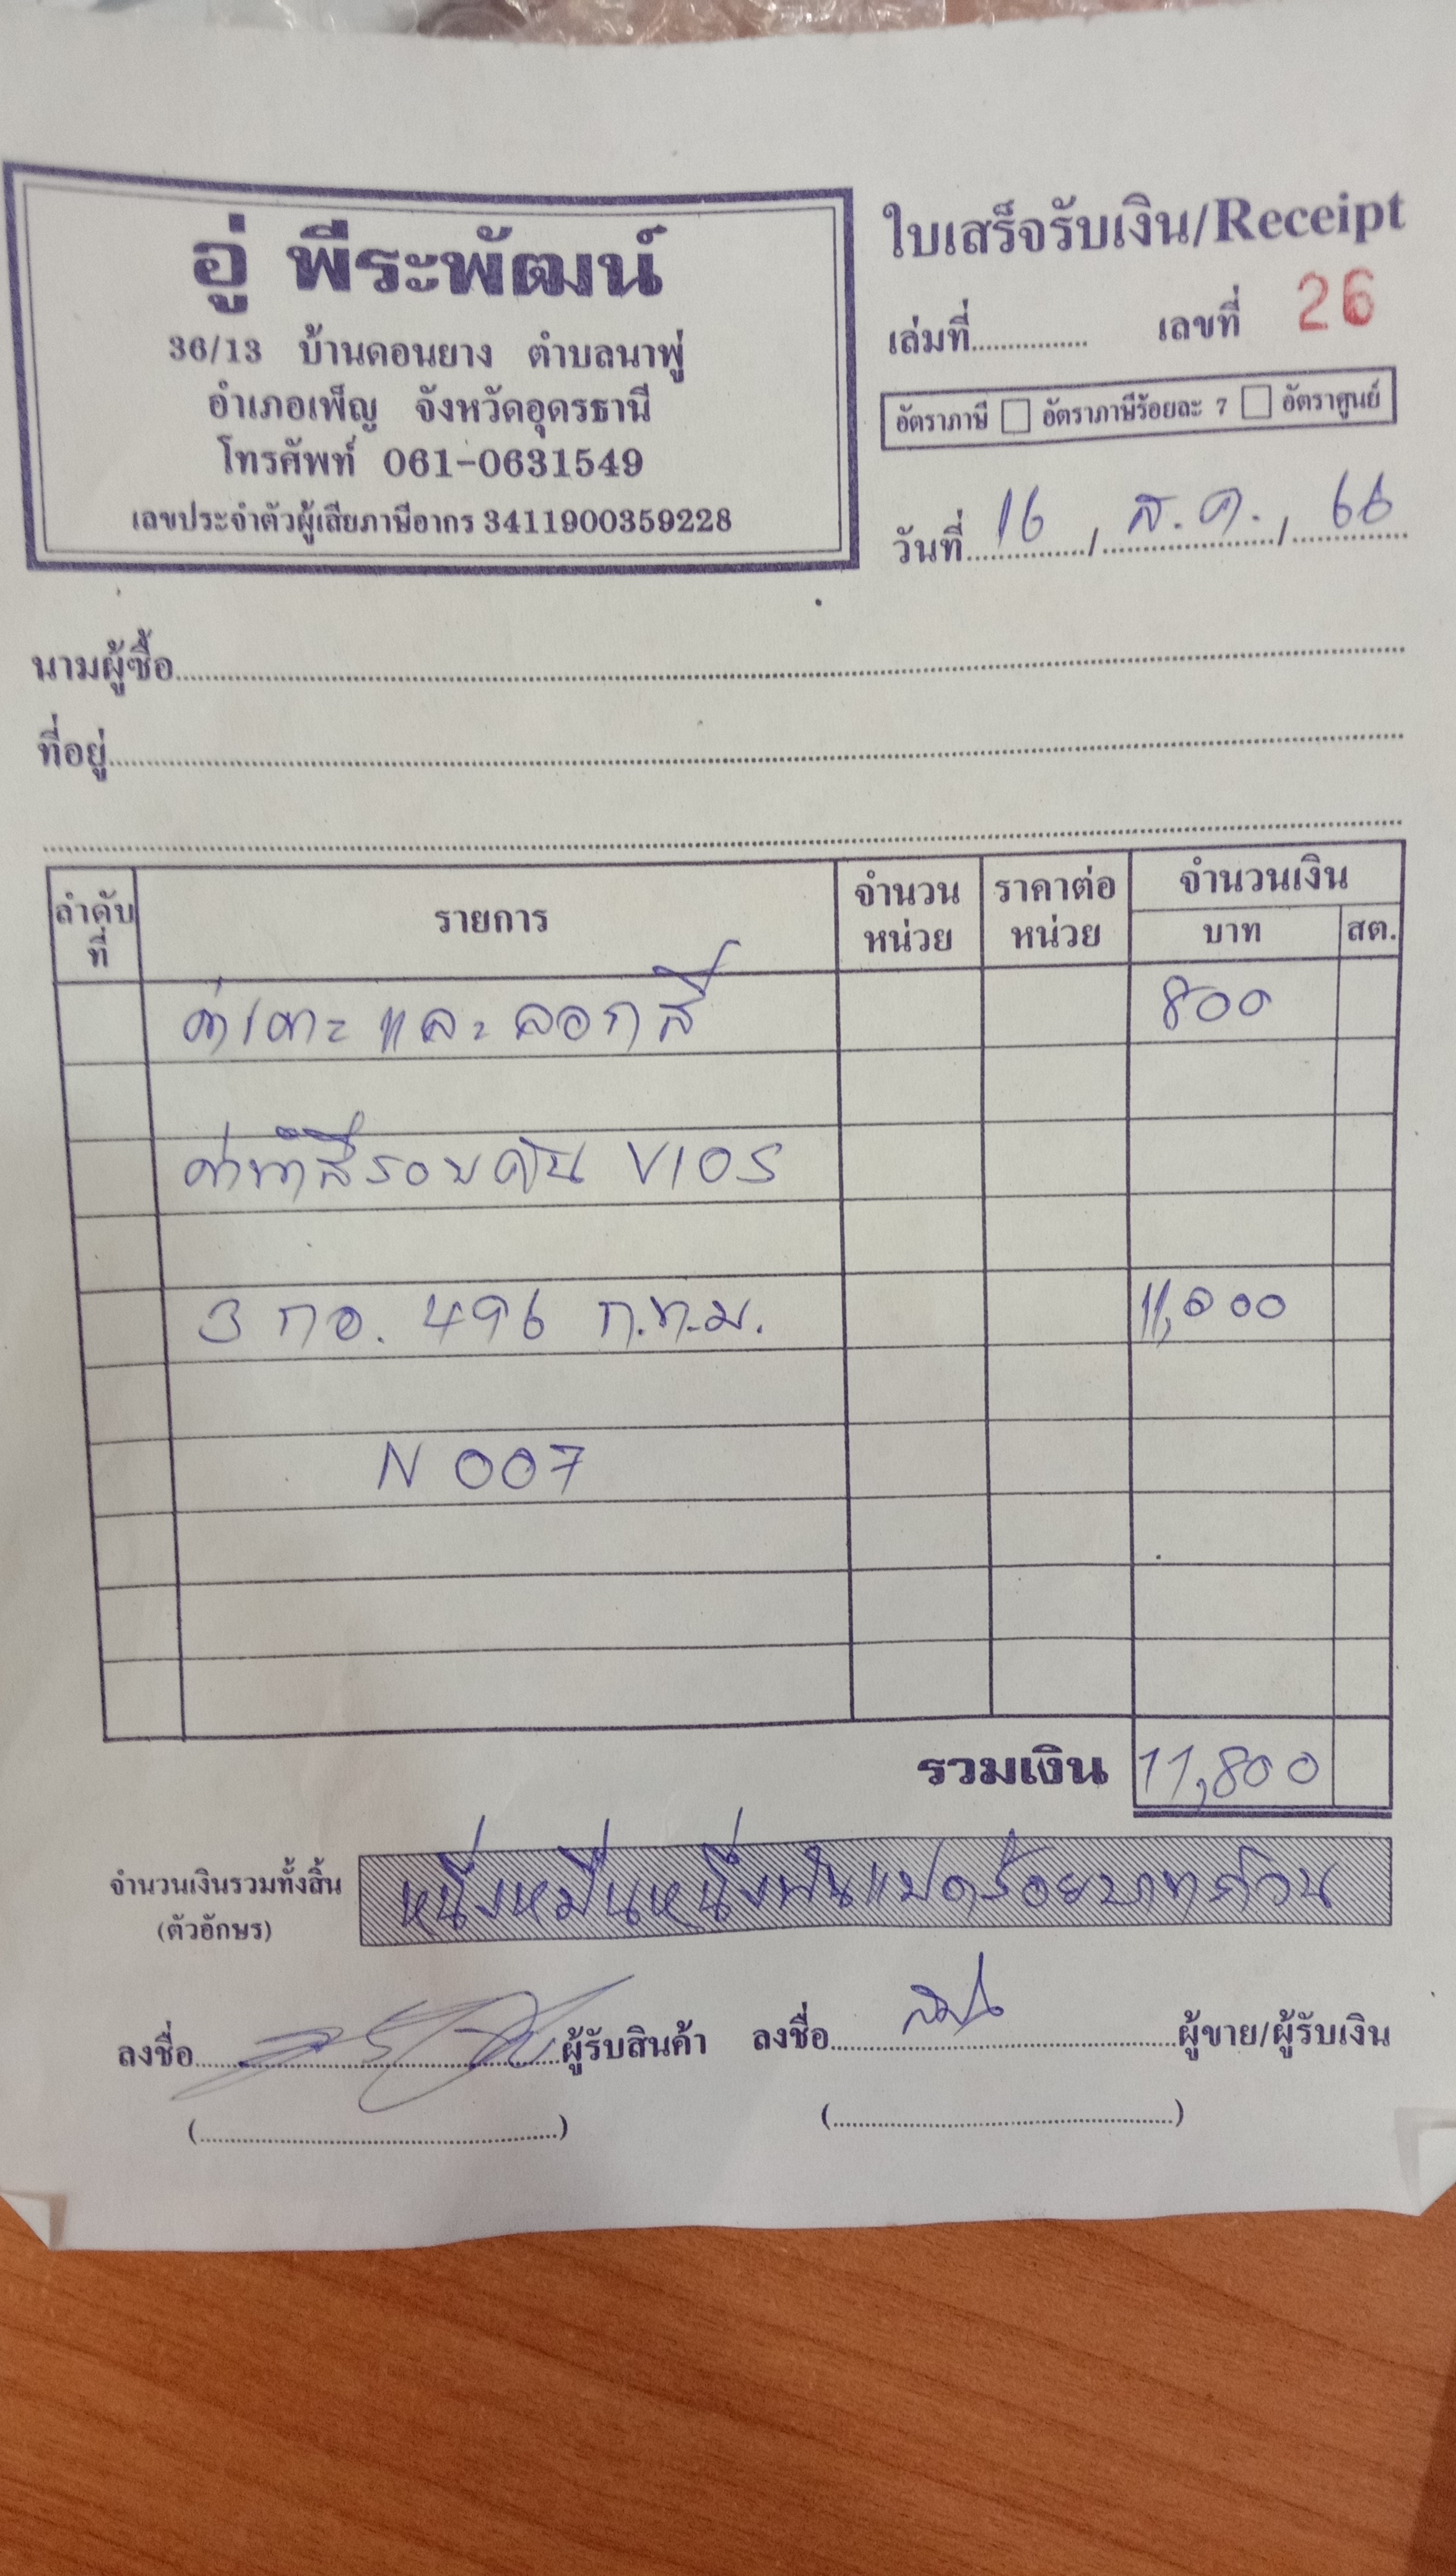 อู่ พีระพัฒน์
36/13 บ้านดอนยาง ตำบลนาพู่
อำเภอเพ็ญ จังหวัดอุดรธานี
โทรศัพท์ 061-0631549
เลขประจำตัวผู้เสียภาษีอากร 3411900359228
ใบเสร็จรับเงิน/Receipt
เล่มที่............... เลขที่ 26
อัตราภาษี ☐ อัตราภาษีร้อยละ 7 ☐ อัตราศูนย์
วันที่ 16 / ส.ค. / 66
นามผู้ซื้อ
ที่อยู่
ลำดับที่ รายการ จำนวนหน่วย ราคาต่อหน่วย จำนวนเงิน
บาท สต.
ค่าเคาะ และ ลอกสี 800
ค่าทำสีรอบคัน VIOS
3 กอ. 496 ก.ท.ม. 11,000
N 007
รวมเงิน 11,800
จำนวนเงินรวมทั้งสิ้น (ตัวอักษร) หนึ่งหมื่นหนึ่งพันแปดร้อยบาทถ้วน
ลงชื่อ ผู้รับสินค้า ลงชื่อ ผู้ขาย/ผู้รับเงิน
(..............................) (..............................)